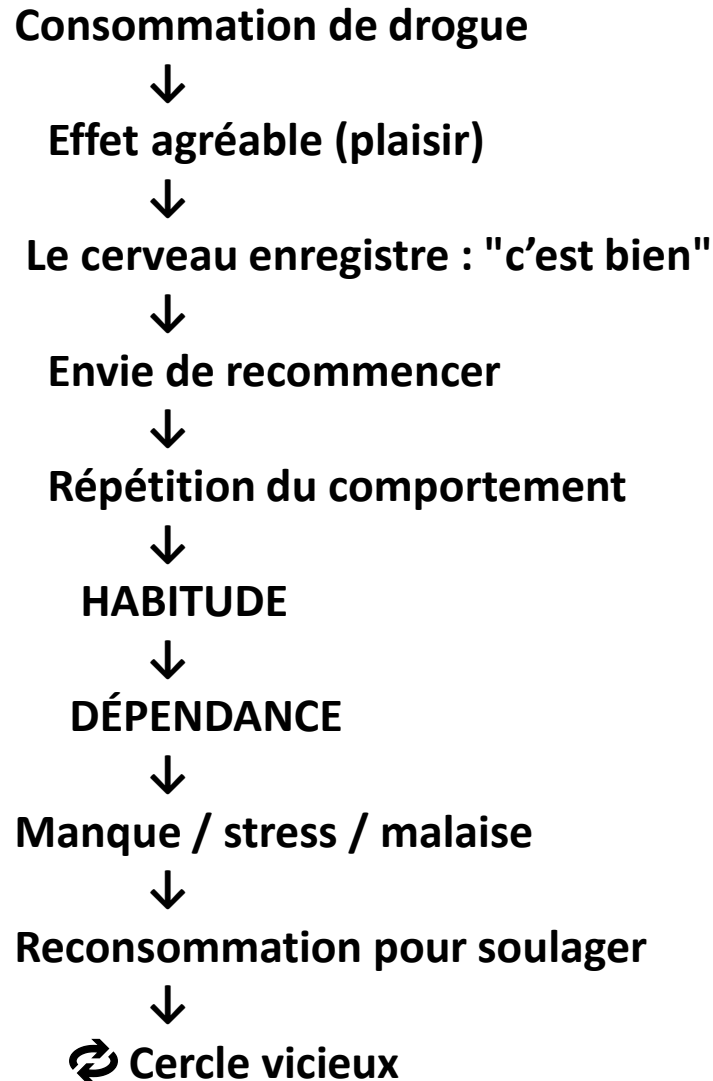 Consommation de drogue
↓
Effet agréable (plaisir)
↓
Le cerveau enregistre : "c’est bien"
↓
Envie de recommencer
↓
Répétition du comportement
↓
HABITUDE
↓
DÉPENDANCE
↓
Manque / stress / malaise
↓
Reconsommation pour soulager
↓
🔁 Cercle vicieux